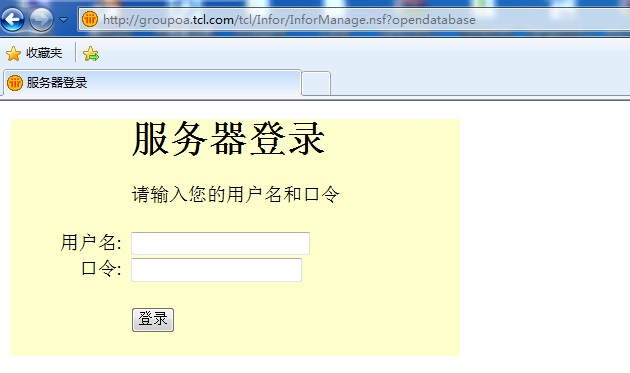 http://groupoa.tcl.com/tcl/Infor/InforManage.nsf?opendatabase
收藏夹
服务器登录
服务器登录
请输入您的用户名和口令
用户名:
口令:
登录